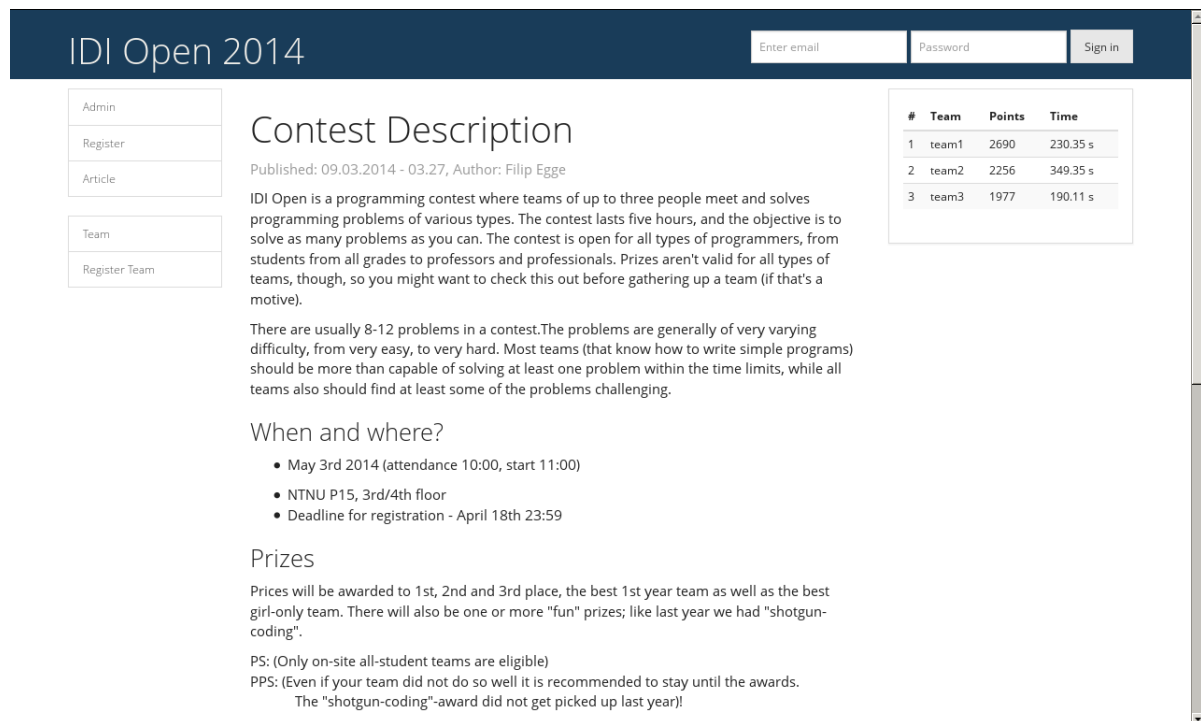 IDI Open 2014
Enter email
Password
Sign in
Admin
Register
Article
Team
Register Team
Contest Description
Published: 09.03.2014 - 03.27, Author: Filip Egge
IDI Open is a programming contest where teams of up to three people meet and solves
programming problems of various types. The contest lasts five hours, and the objective is to
solve as many problems as you can. The contest is open for all types of programmers, from
students from all grades to professors and professionals. Prizes aren't valid for all types of
teams, though, so you might want to check this out before gathering up a team (if that's a
motive).
There are usually 8-12 problems in a contest.The problems are generally of very varying
difficulty, from very easy, to very hard. Most teams (that know how to write simple programs)
should be more than capable of solving at least one problem within the time limits, while all
teams also should find at least some of the problems challenging.
When and where?
• May 3rd 2014 (attendance 10:00, start 11:00)
• NTNU P15, 3rd/4th floor
• Deadline for registration - April 18th 23:59
Prizes
Prices will be awarded to 1st, 2nd and 3rd place, the best 1st year team as well as the best
girl-only team. There will also be one or more "fun" prizes; like last year we had "shotgun-
coding".
PS: (Only on-site all-student teams are eligible)
PPS: (Even if your team did not do so well it is recommended to stay until the awards.
The "shotgun-coding"-award did not get picked up last year)!
# Team Points Time
1 team1 2690 230.35 s
2 team2 2256 349.35 s
3 team3 1977 190.11 s